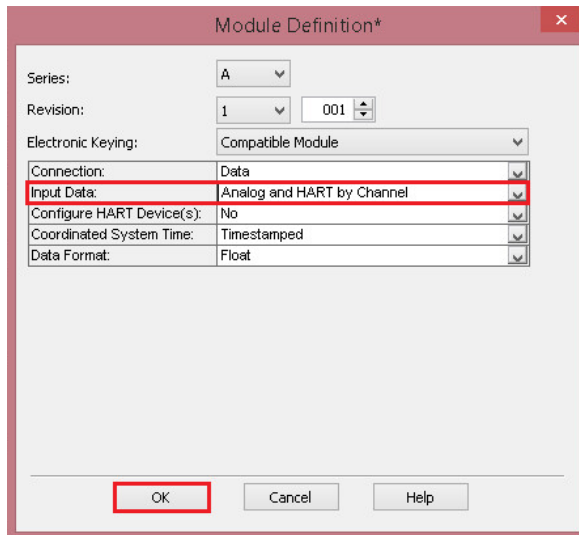 Module Definition*
Series: A
Revision: 1 001
Electronic Keying: Compatible Module
Connection: Data
Input Data: Analog and HART by Channel
Configure HART Device(s): No
Coordinated System Time: Timestamped
Data Format: Float
OK Cancel Help